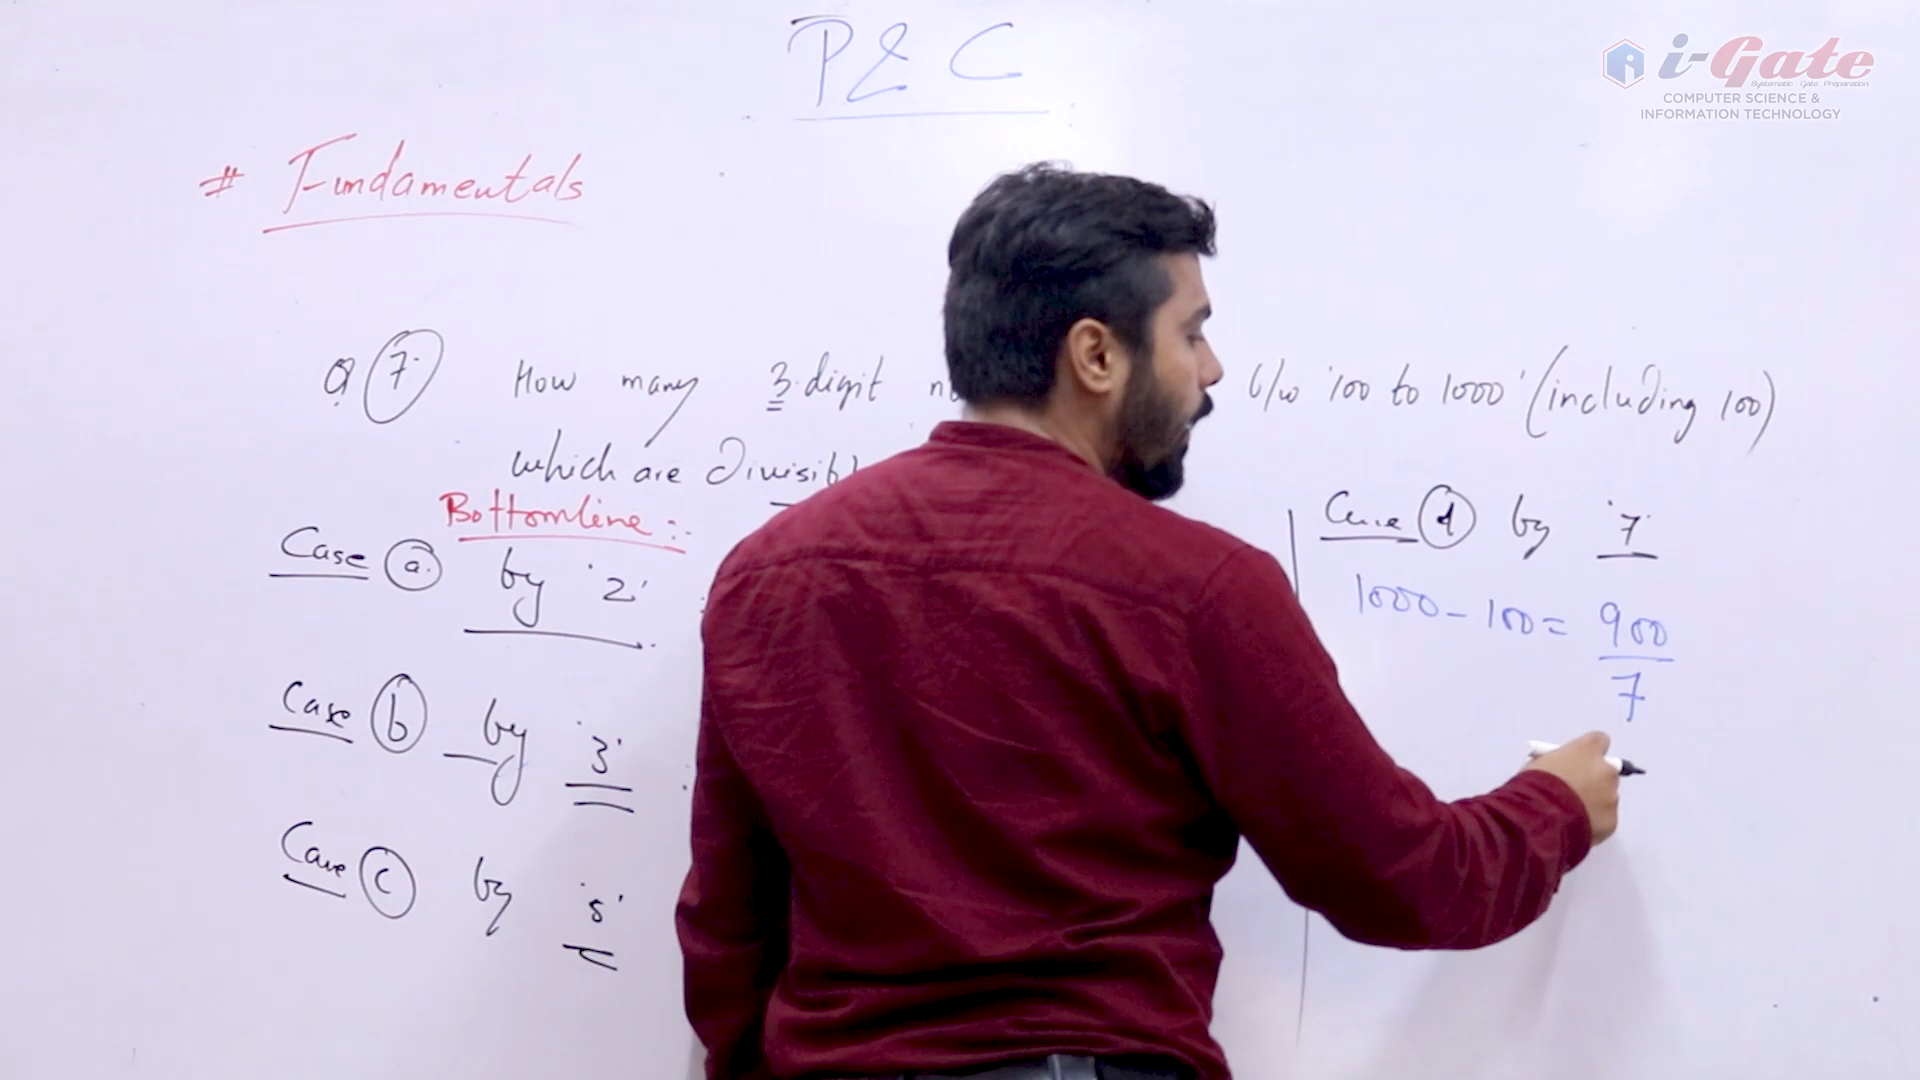 P & C
i-Gate
Systematic Gate Preparation
COMPUTER SCIENCE &
INFORMATION TECHNOLOGY
# Fundamentals
Q 7. How many 3 digit b/w '100 to 1000' (including 100)
which are
Bottomline :-
Case a. by '2'
Case b by '3'
Case c by '5'
Case d by '7'
1000 - 100 = 900
7